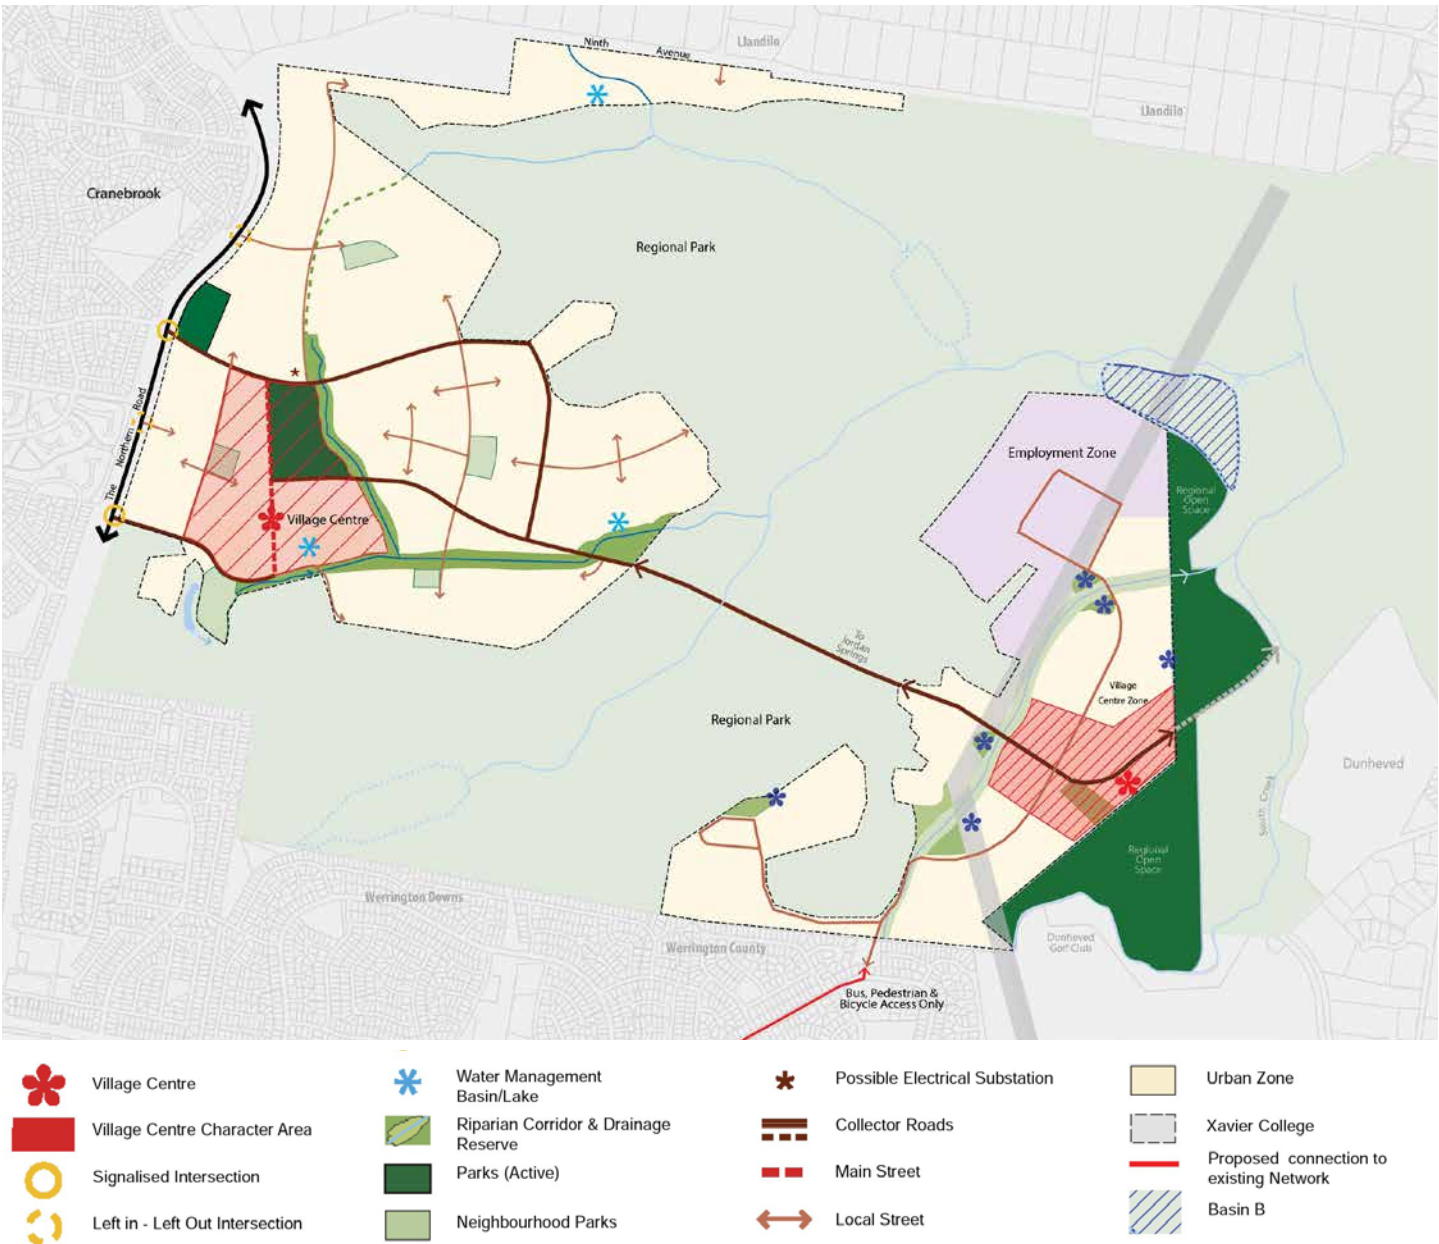 Ninth Avenue
Llandilo
Llandilo
Cranebrook
Regional Park
The Northern Road
Employment Zone
Regional
Open
Space
Village Centre
To
Jordan
Springs
Village
Centre Zone
Regional Park
Dunheved
South Creek
Regional
Open
Space
Werrington Downs
Werrington County
Dunheved
Golf Club
Bus, Pedestrian &
Bicycle Access Only
Village Centre
Village Centre Character Area
Signalised Intersection
Left in - Left Out Intersection
Water Management
Basin/Lake
Riparian Corridor & Drainage
Reserve
Parks (Active)
Neighbourhood Parks
Possible Electrical Substation
Collector Roads
Main Street
Local Street
Urban Zone
Xavier College
Proposed connection to
existing Network
Basin B